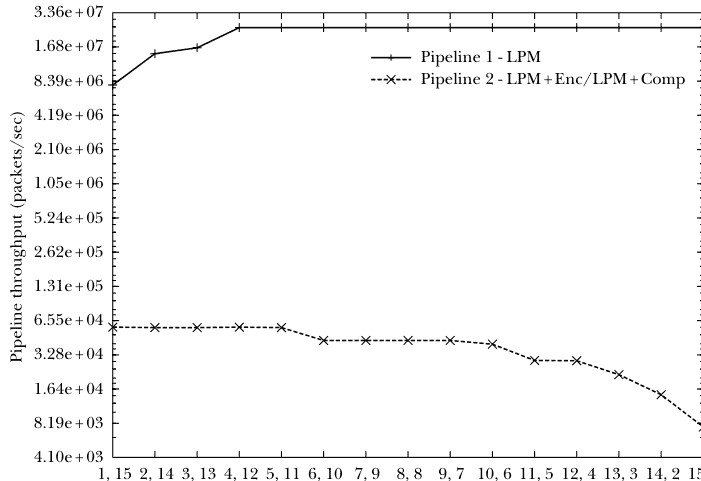 3.36e+07
1.68e+07
8.39e+06
4.19e+06
2.10e+06
1.05e+06
5.24e+05
2.62e+05
1.31e+05
6.55e+04
3.28e+04
1.64e+04
8.19e+03
4.10e+03
Pipeline throughput (packets/sec)
Pipeline 1 - LPM
Pipeline 2 - LPM+Enc/LPM+Comp
1, 15 2, 14 3, 13 4, 12 5, 11 6, 10 7, 9 8, 8 9, 7 10, 6 11, 5 12, 4 13, 3 14, 2 15